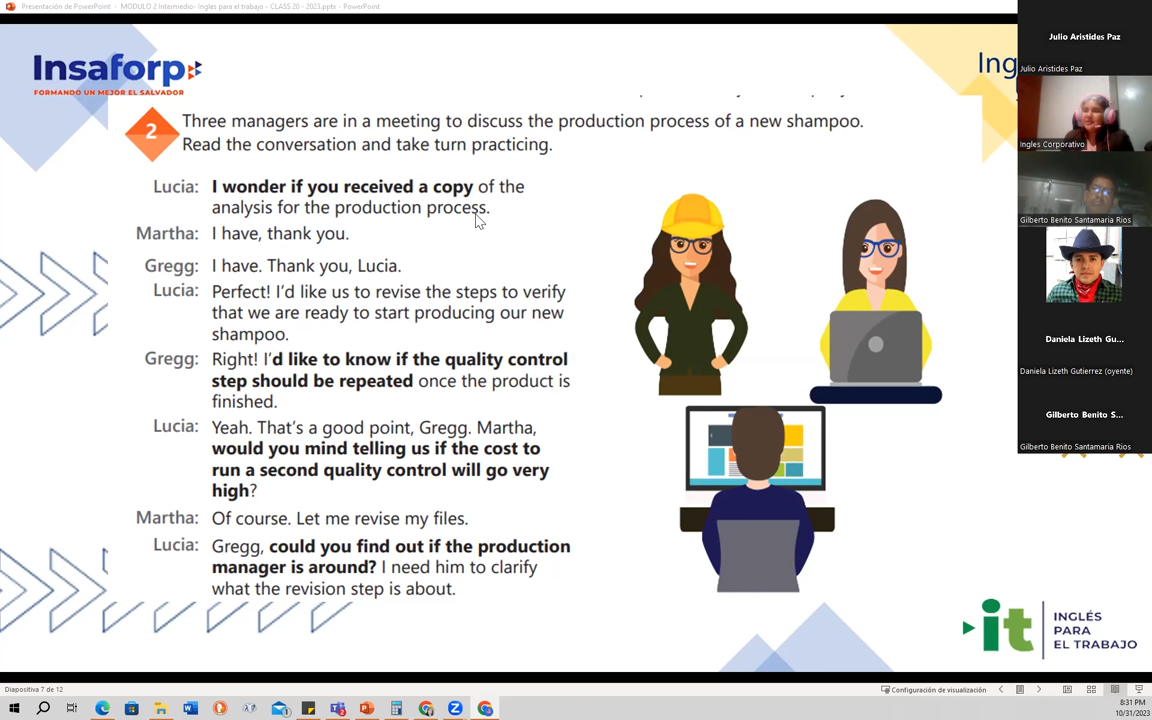 Presentación de PowerPoint - MODULO 2 Intermedio- Ingles para el trabajo - CLASS 20 - 2023.pptx - PowerPoint
Insaforp
FORMANDO UN MEJOR EL SALVADOR
Ing
2
Three managers are in a meeting to discuss the production process of a new shampoo.
Read the conversation and take turn practicing.
Lucia: I wonder if you received a copy of the
analysis for the production process.
Martha: I have, thank you.
Gregg: I have. Thank you, Lucia.
Lucia: Perfect! I'd like us to revise the steps to verify
that we are ready to start producing our new
shampoo.
Gregg: Right! I'd like to know if the quality control
step should be repeated once the product is
finished.
Lucia: Yeah. That's a good point, Gregg. Martha,
would you mind telling us if the cost to
run a second quality control will go very
high?
Martha: Of course. Let me revise my files.
Lucia: Gregg, could you find out if the production
manager is around? I need him to clarify
what the revision step is about.
Julio Aristides Paz
Julio Aristides Paz
Ingles Corporativo
Gilberto Benito Santamaria Rios
Daniela Lizeth Gu...
Daniela Lizeth Gutierrez (oyente)
Gilberto Benito S...
Gilberto Benito Santamaria Rios
it
INGLÉS
PARA
EL TRABAJO
Diapositiva 7 de 12
Configuración de visualización
8:31 PM
10/31/2023